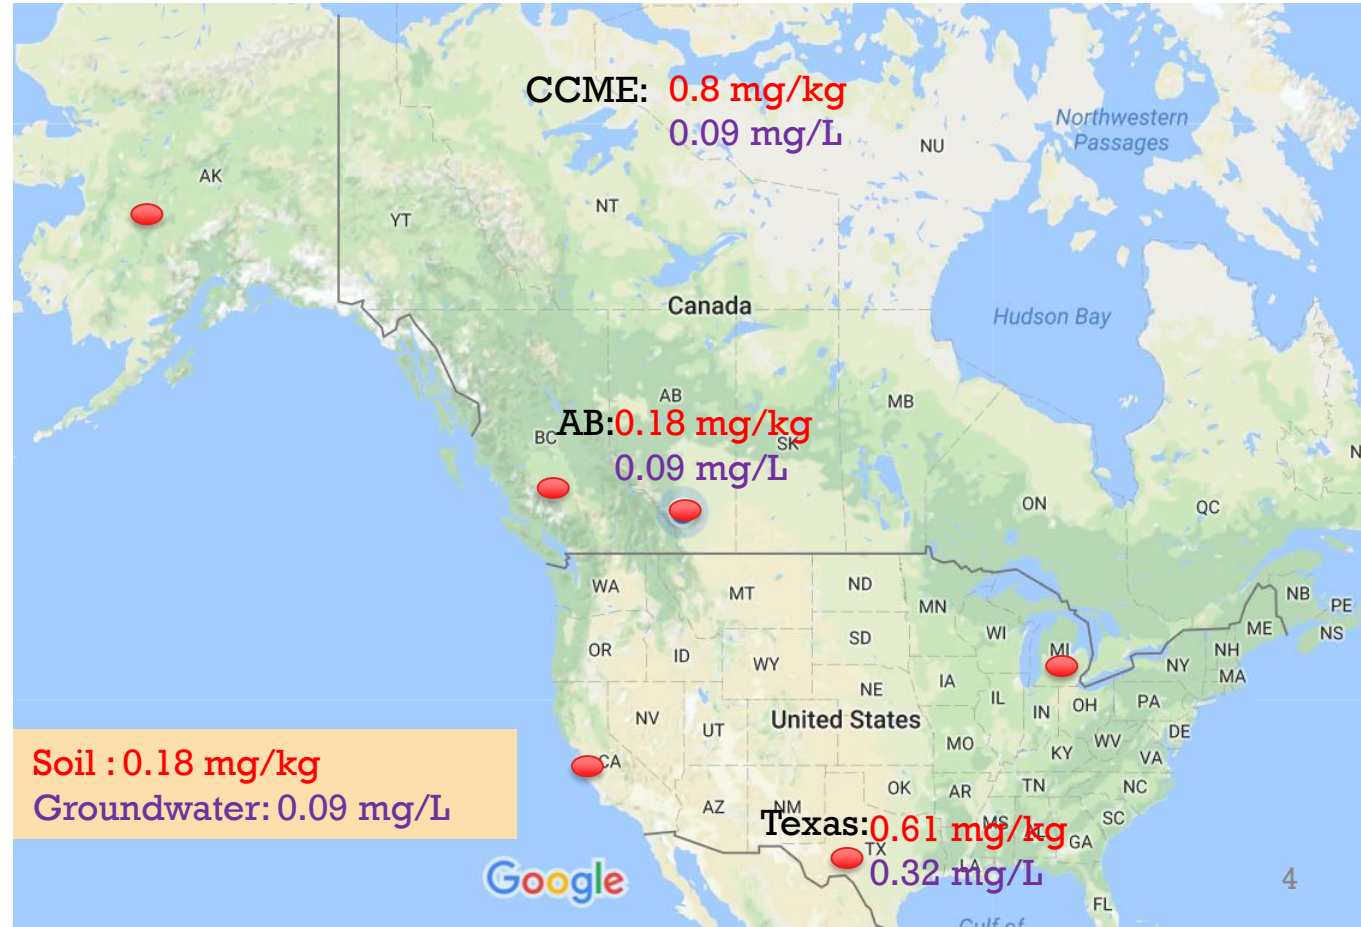 CCME: 0.8 mg/kg
0.09 mg/L
Northwestern
Passages
NU
AK
NT
YT
Canada
Hudson Bay
AB
MB
AB:0.18 mg/kg
BC
SK
0.09 mg/L
N
ON
QC
WA
MT
ND
MN
NB
PE
WI
ME
NS
OR
ID
WY
SD
MI
NH
NY
MA
NE
IA
IL
IN
OH
PA
NV
UT
United States
MO
KY
WV
DE
VA
CA
Soil : 0.18 mg/kg
Groundwater: 0.09 mg/L
AZ
NM
OK
AR
TN
NC
SC
MS
AL
GA
Texas:0.61 mg/kg
TX
LA
0.32 mg/L
Google
4
FL
Gulf of